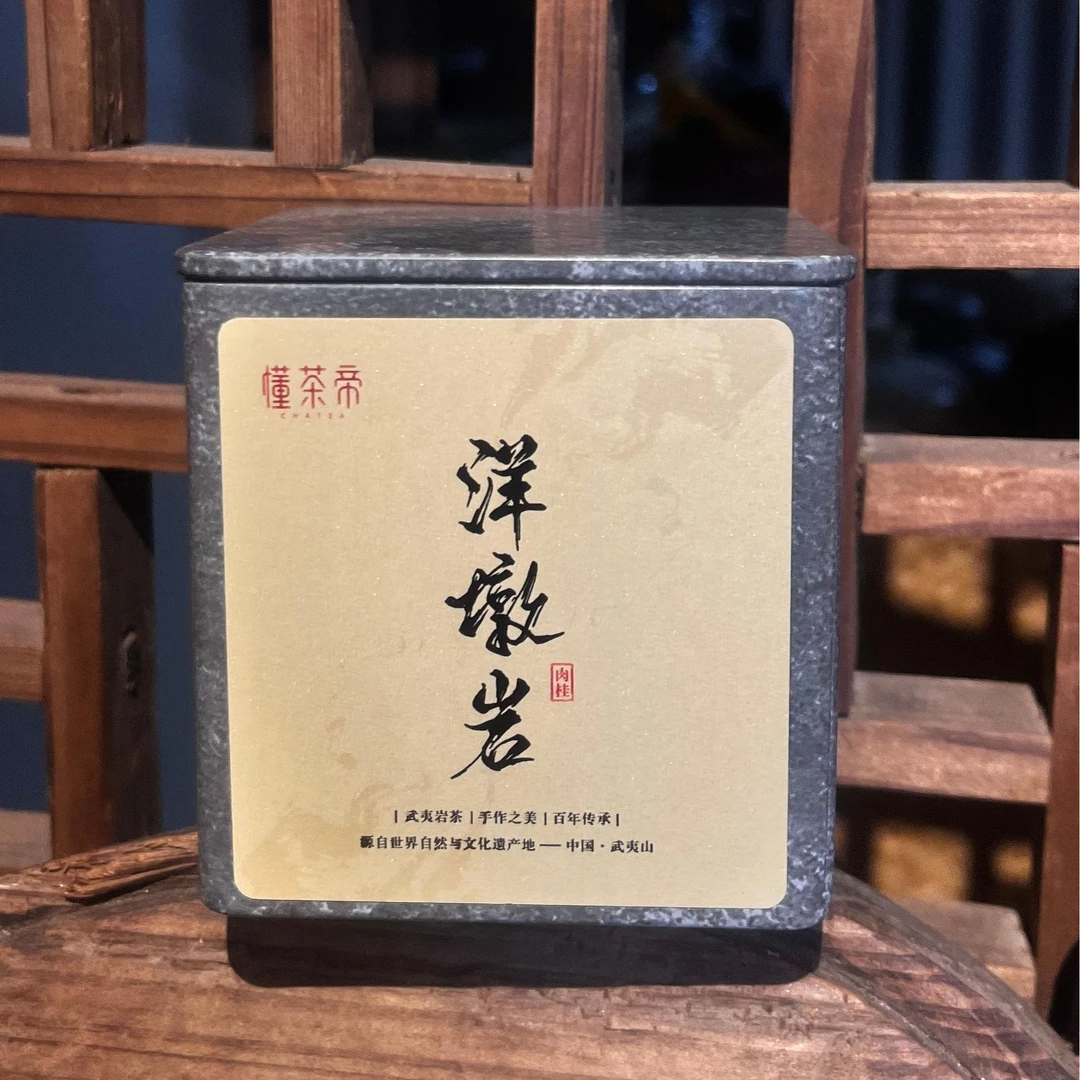 懂茶帝
CHATEA
洋墩岩
肉桂
|武夷岩茶|手作之美|百年传承|
源自世界自然与文化遗产地——中国·武夷山